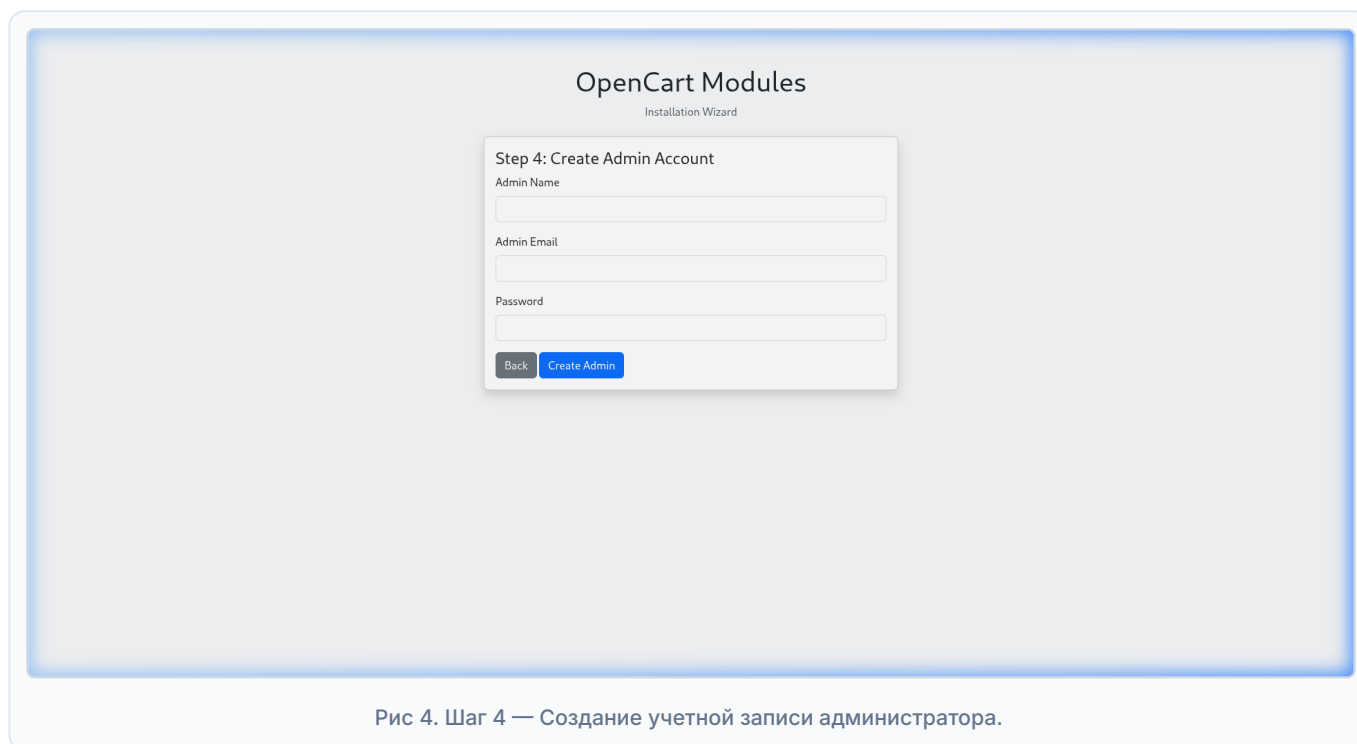 OpenCart Modules
Installation Wizard
Step 4: Create Admin Account
Admin Name
Admin Email
Password
Back Create Admin
Рис 4. Шаг 4 — Создание учетной записи администратора.